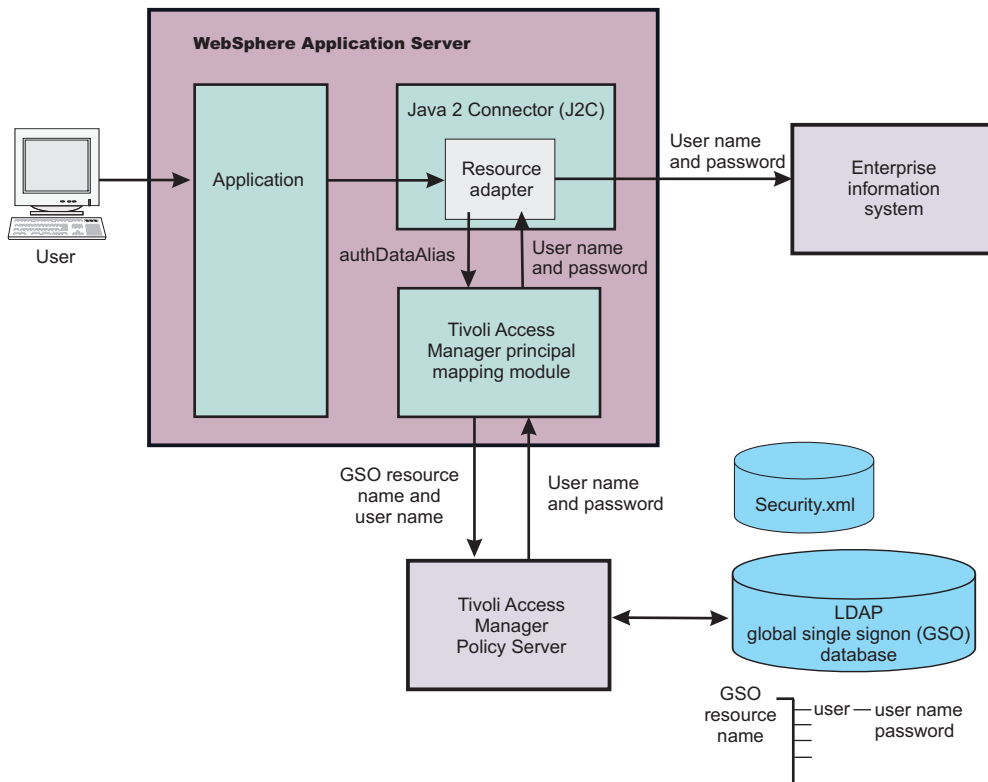 WebSphere Application Server
Java 2 Connector (J2C)
User name
and password
Application
Resource
adapter
Enterprise
information
system
User
authDataAlias
User name
and password
Tivoli Access
Manager principal
mapping module
GSO resource
name and
user name
User name
and password
Security.xml
Tivoli Access
Manager
Policy Server
LDAP
global single signon (GSO)
database
GSO
resource
name
user
user name
password